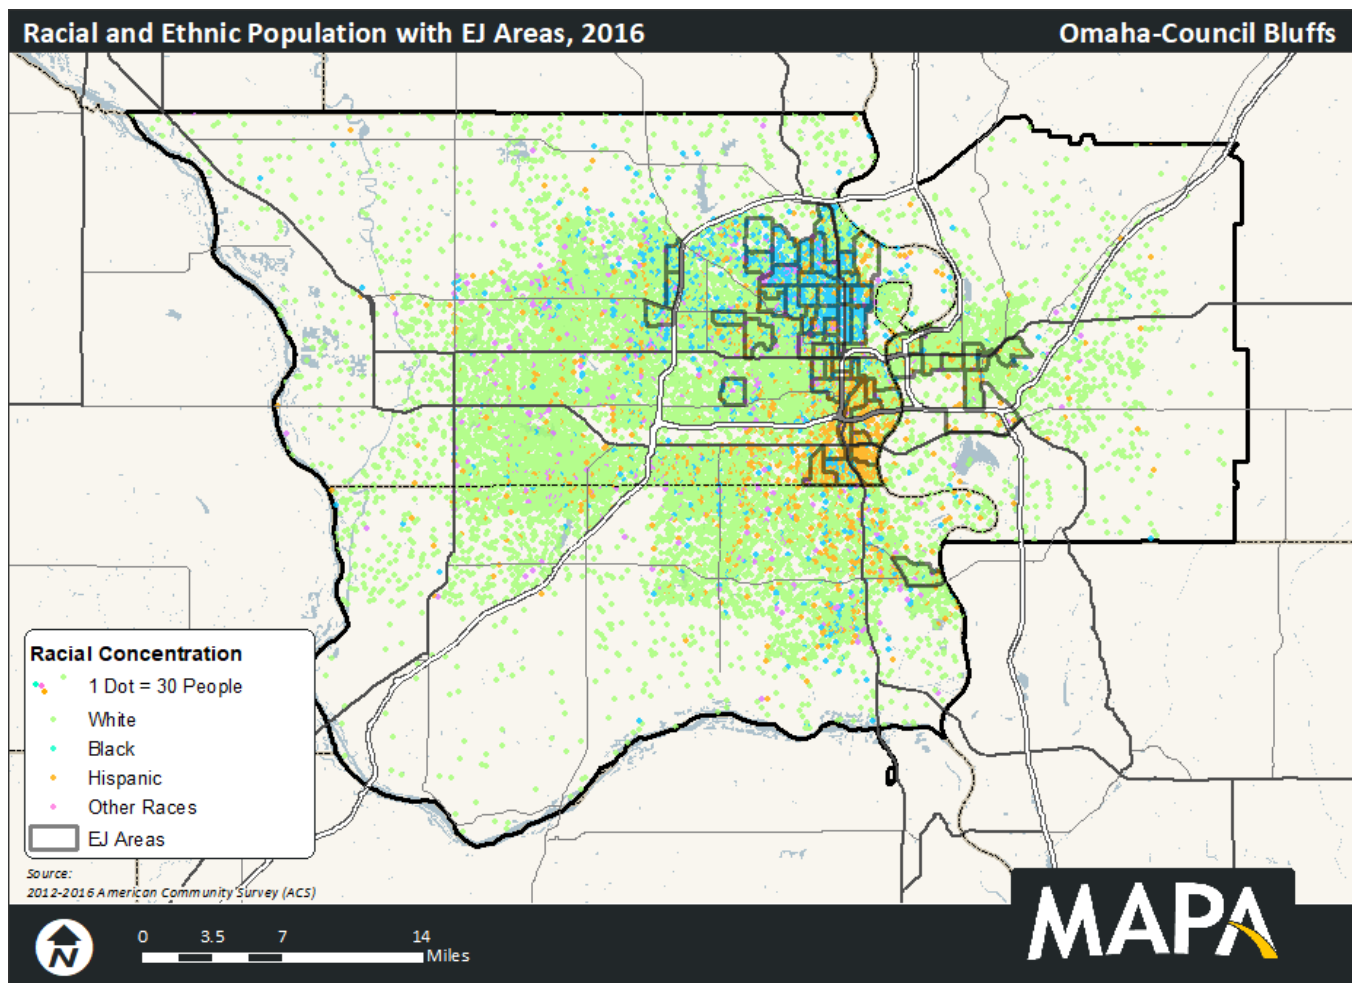 Racial and Ethnic Population with EJ Areas, 2016
Omaha-Council Bluffs
Racial Concentration
1 Dot = 30 People
White
Black
Hispanic
Other Races
EJ Areas
Source:
2012-2016 American Community Survey (ACS)
N
0 3.5 7 14
Miles
MAPA